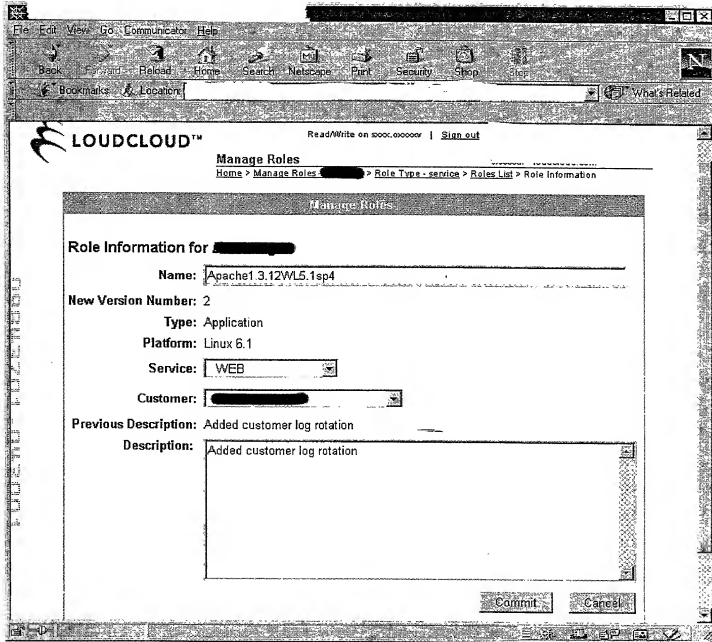 File Edit View Go Communicator Help
Back Forward Reload Home Search Netscape Print Security Shop Stop
Bookmarks Location: What's Related
LOUDCLOUD™
Read/Write on | Sign out
Manage Roles
Home > Manage Roles - > Role Type - service > Roles List > Role Information
Manage Roles
Role Information for
Name: Apache1.3.12WL5.1sp4
New Version Number: 2
Type: Application
Platform: Linux 6.1
Service: WEB
Customer:
Previous Description: Added customer log rotation
Description: Added customer log rotation
Commit Cancel